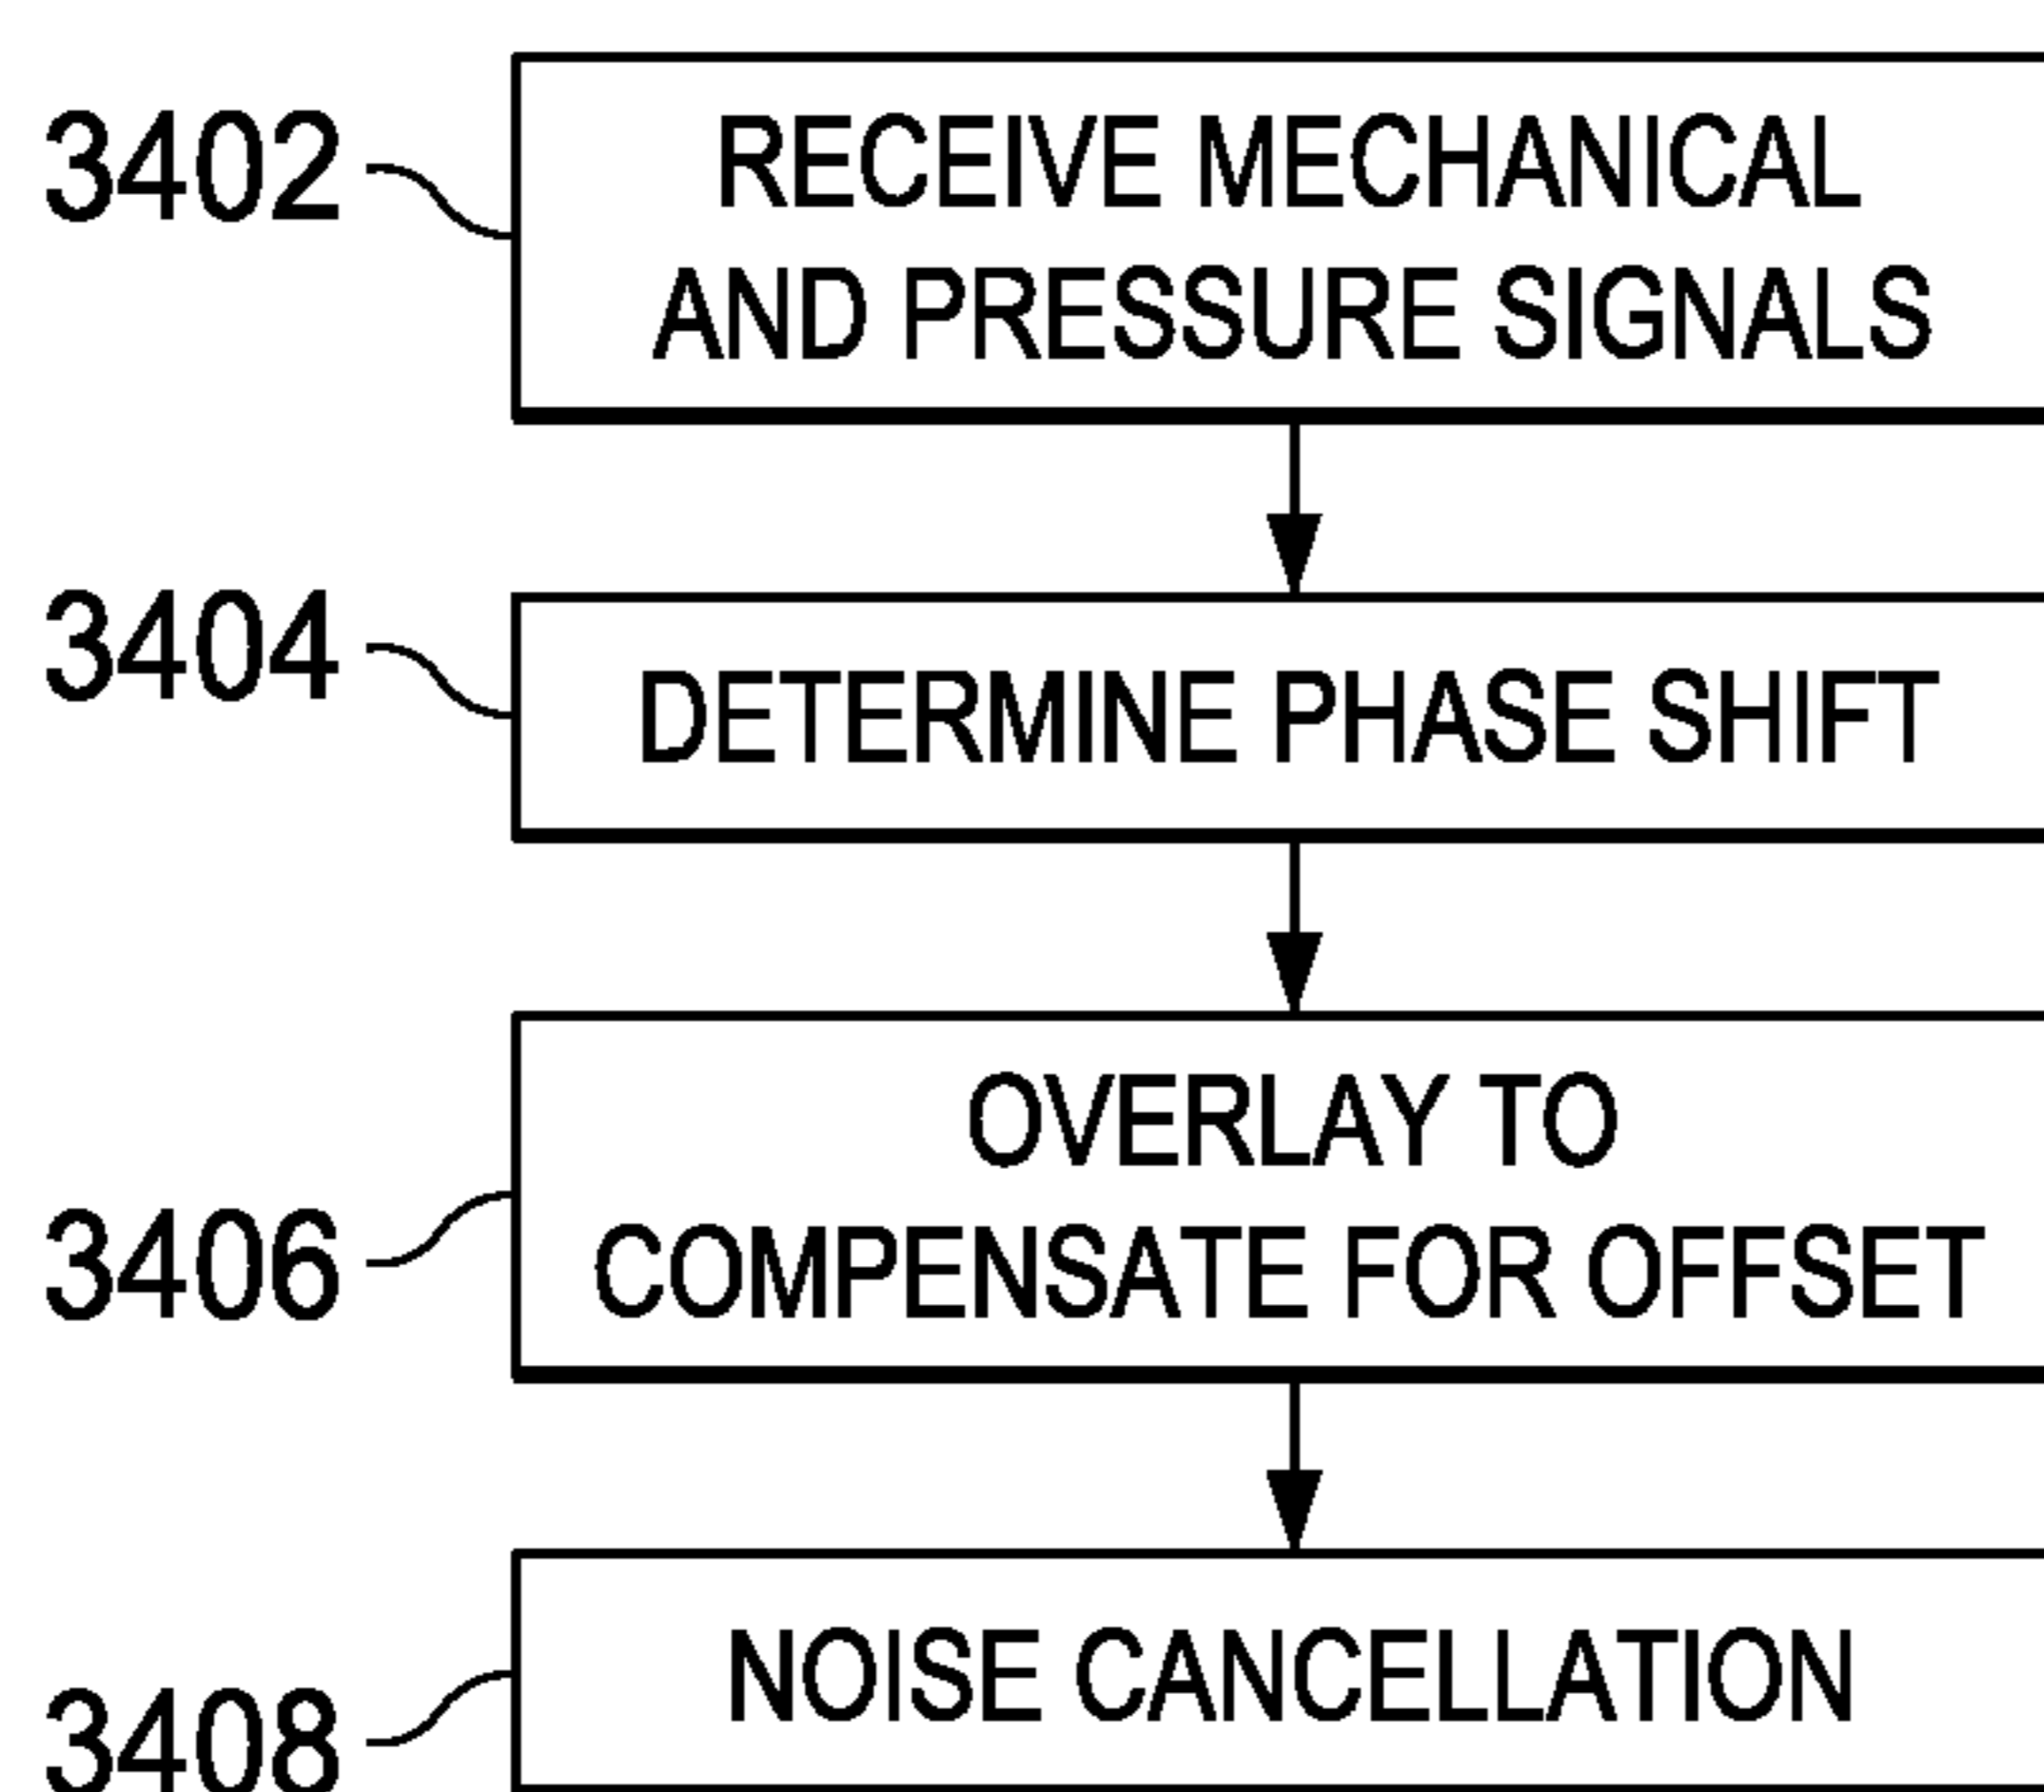 3402
RECEIVE MECHANICAL
AND PRESSURE SIGNALS
3404
DETERMINE PHASE SHIFT
OVERLAY TO
3406
COMPENSATE FOR OFFSET
NOISE CANCELLATION
3408